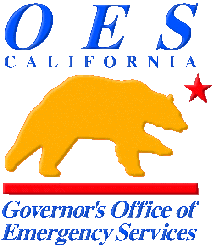 OES
CALIFORNIA
Governor's Office of
Emergency Services